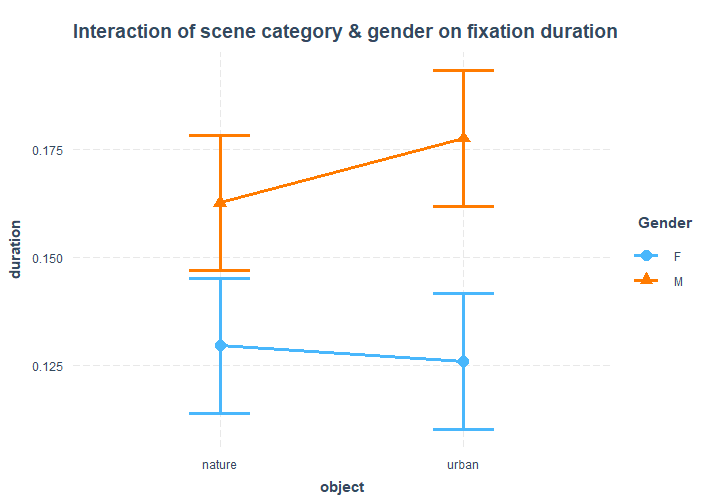 Interaction of scene category & gender on fixation duration
0.175
0.150
0.125
duration
nature
urban
object
Gender
F
M